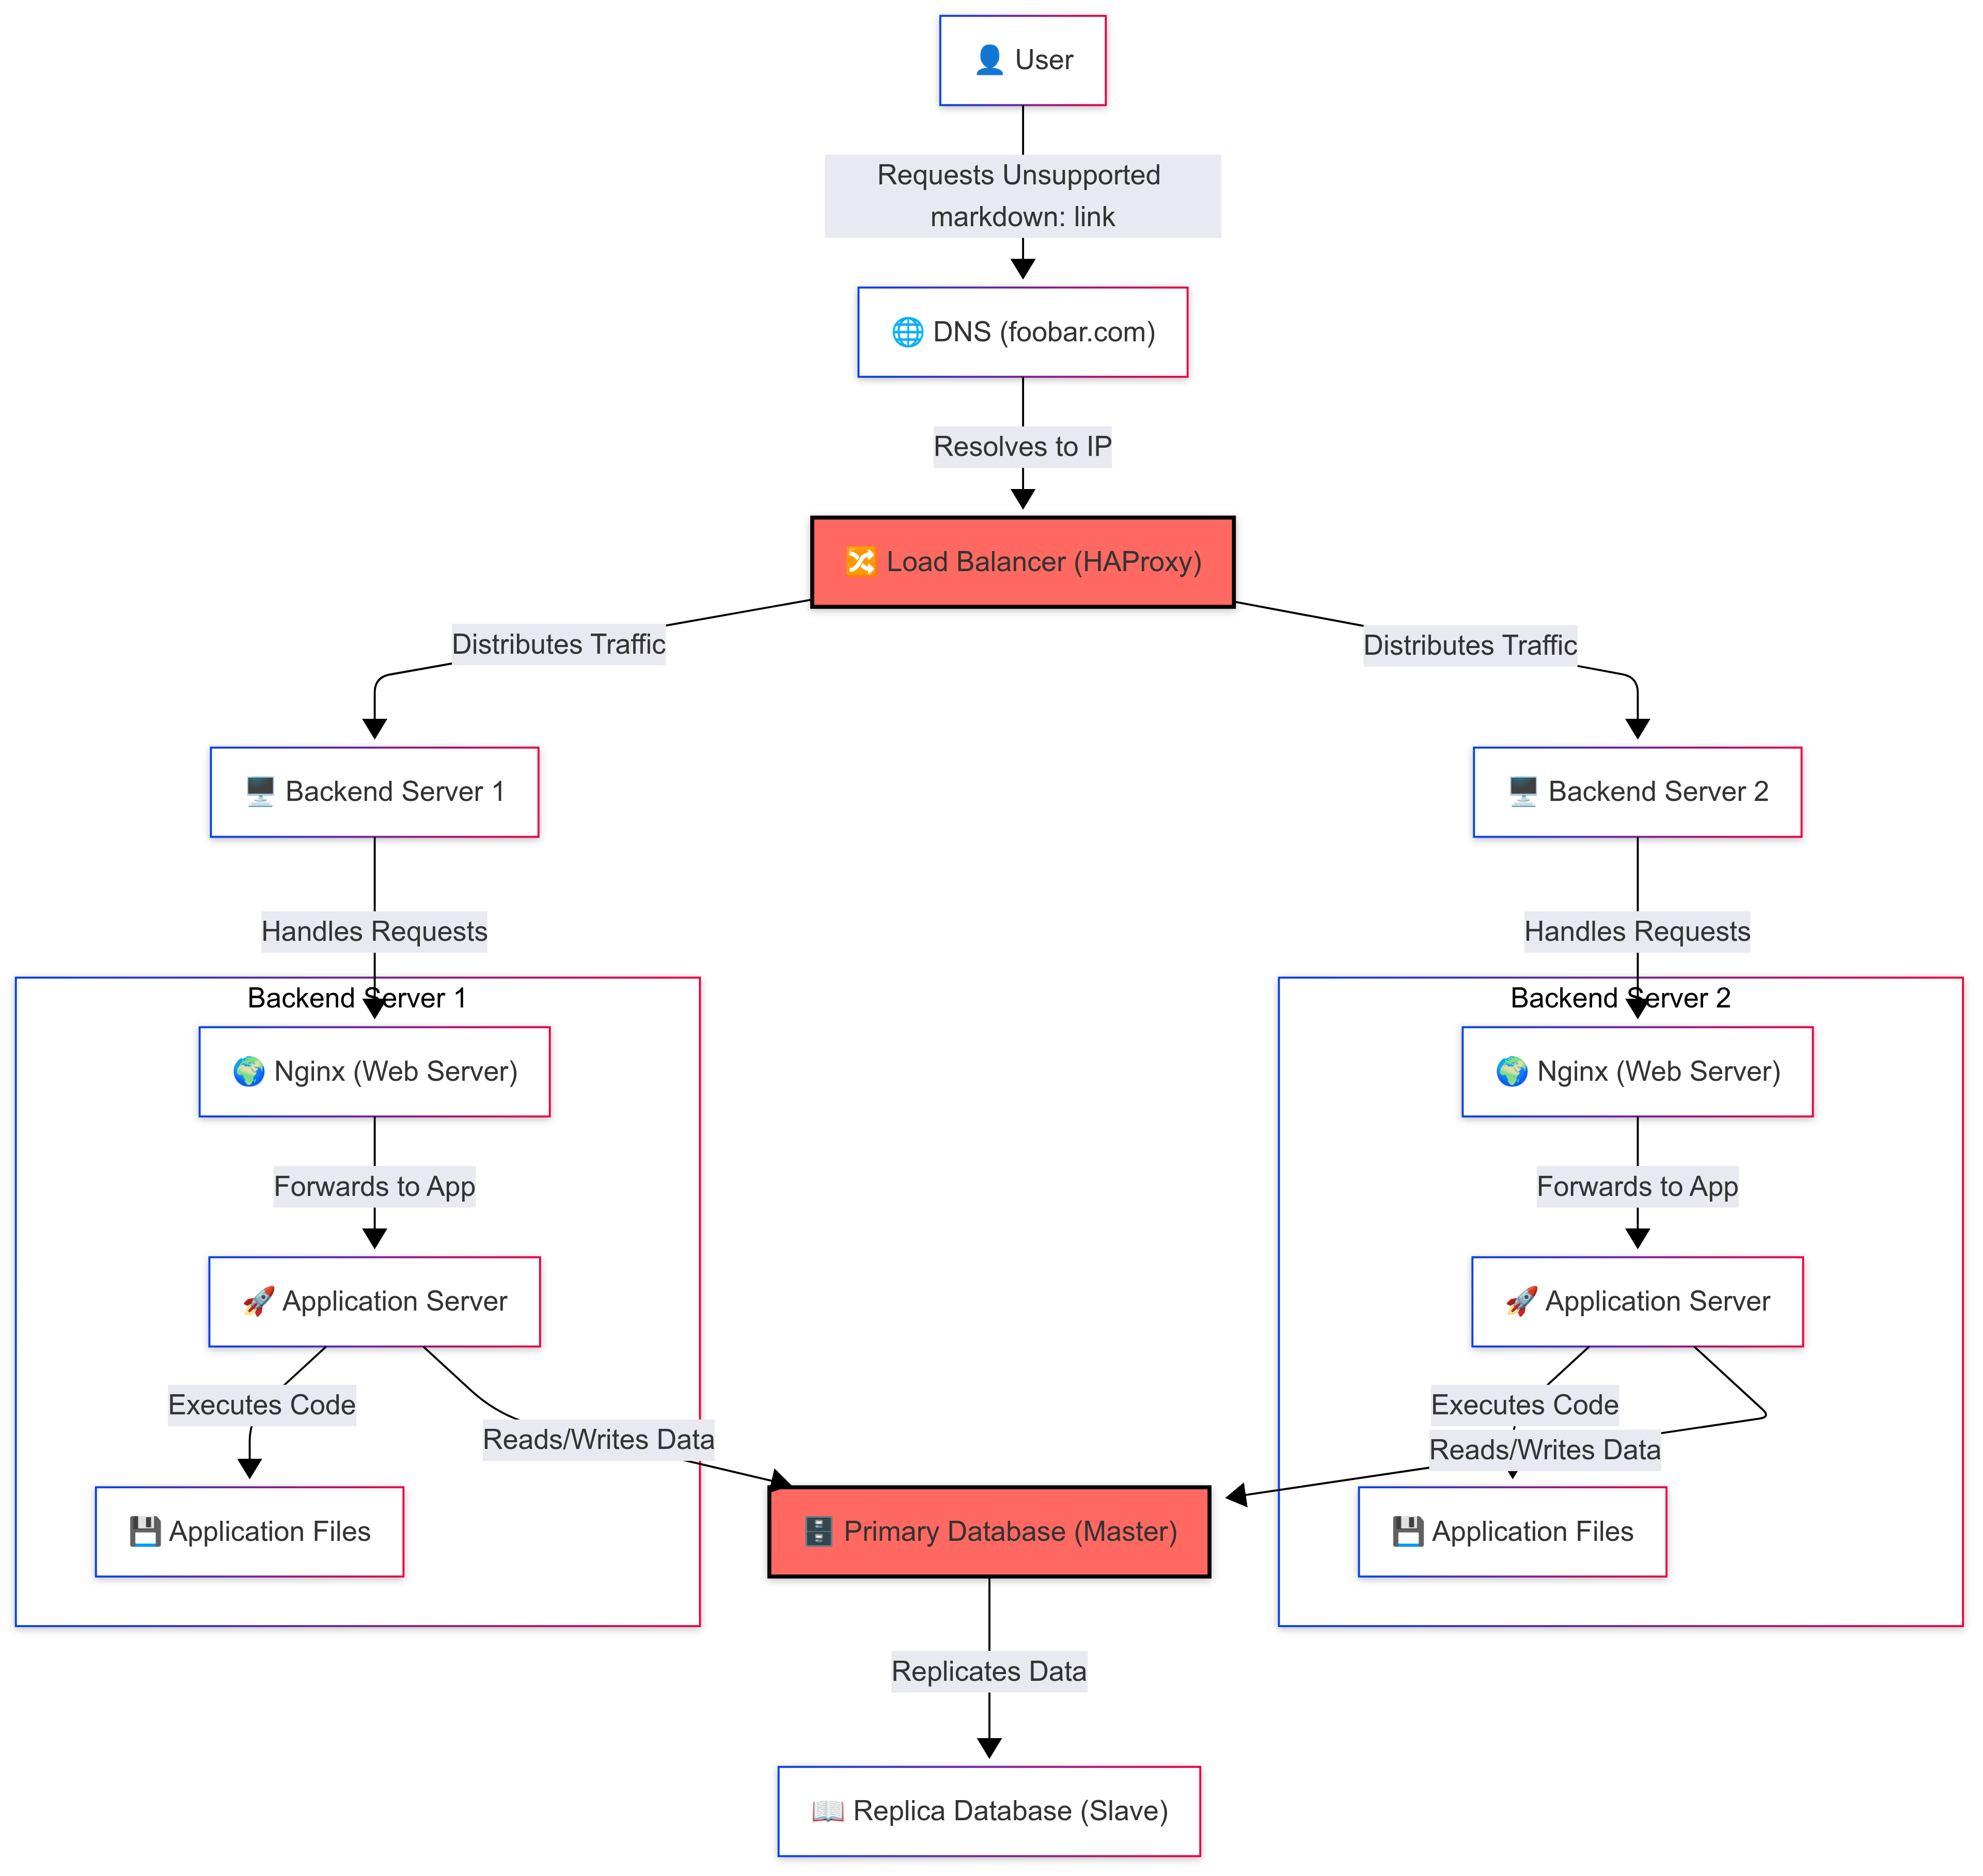 User
Requests Unsupported
markdown: link
DNS (foobar.com)
Resolves to IP
Load Balancer (HAProxy)
Distributes Traffic
Distributes Traffic
Backend Server 1
Backend Server 2
Handles Requests
Handles Requests
Backend Server 1
Backend Server 2
Nginx (Web Server)
Nginx (Web Server)
Forwards to App
Forwards to App
Application Server
Application Server
Executes Code
Executes Code
Reads/Writes Data
Reads/Writes Data
Application Files
Primary Database (Master)
Application Files
Replicates Data
Replica Database (Slave)